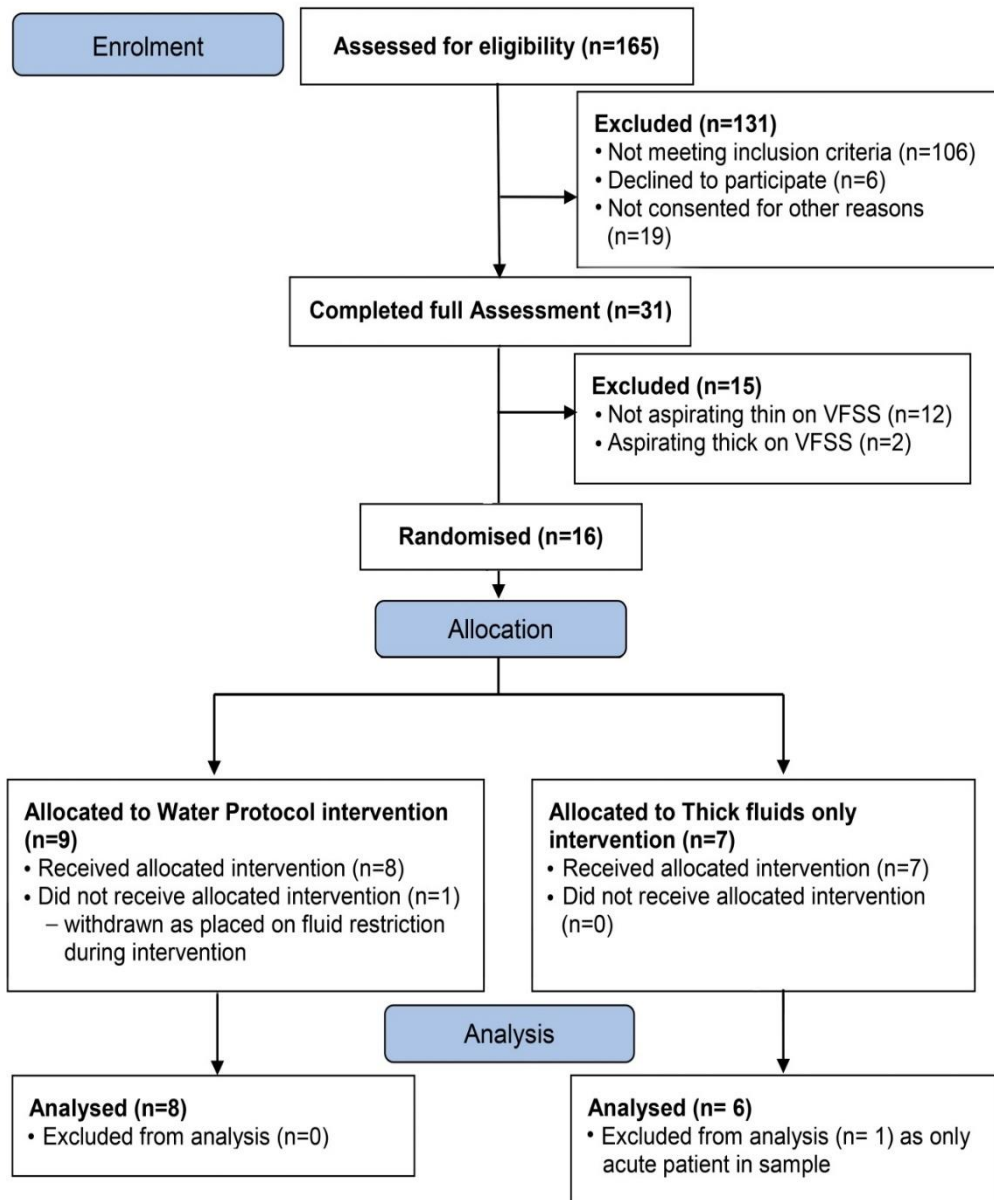 Enrolment
Assessed for eligibility (n=165)
Excluded (n=131)
• Not meeting inclusion criteria (n=106)
• Declined to participate (n=6)
• Not consented for other reasons
(n=19)
Completed full Assessment (n=31)
Excluded (n=15)
• Not aspirating thin on VFSS (n=12)
• Aspirating thick on VFSS (n=2)
Randomised (n=16)
Allocation
Allocated to Water Protocol intervention
(n=9)
• Received allocated intervention (n=8)
• Did not receive allocated intervention (n=1)
– withdrawn as placed on fluid restriction
during intervention
Allocated to Thick fluids only
intervention (n=7)
• Received allocated intervention (n=7)
• Did not receive allocated intervention
(n=0)
Analysis
Analysed (n=8)
• Excluded from analysis (n=0)
Analysed (n= 6)
• Excluded from analysis (n= 1) as only
acute patient in sample